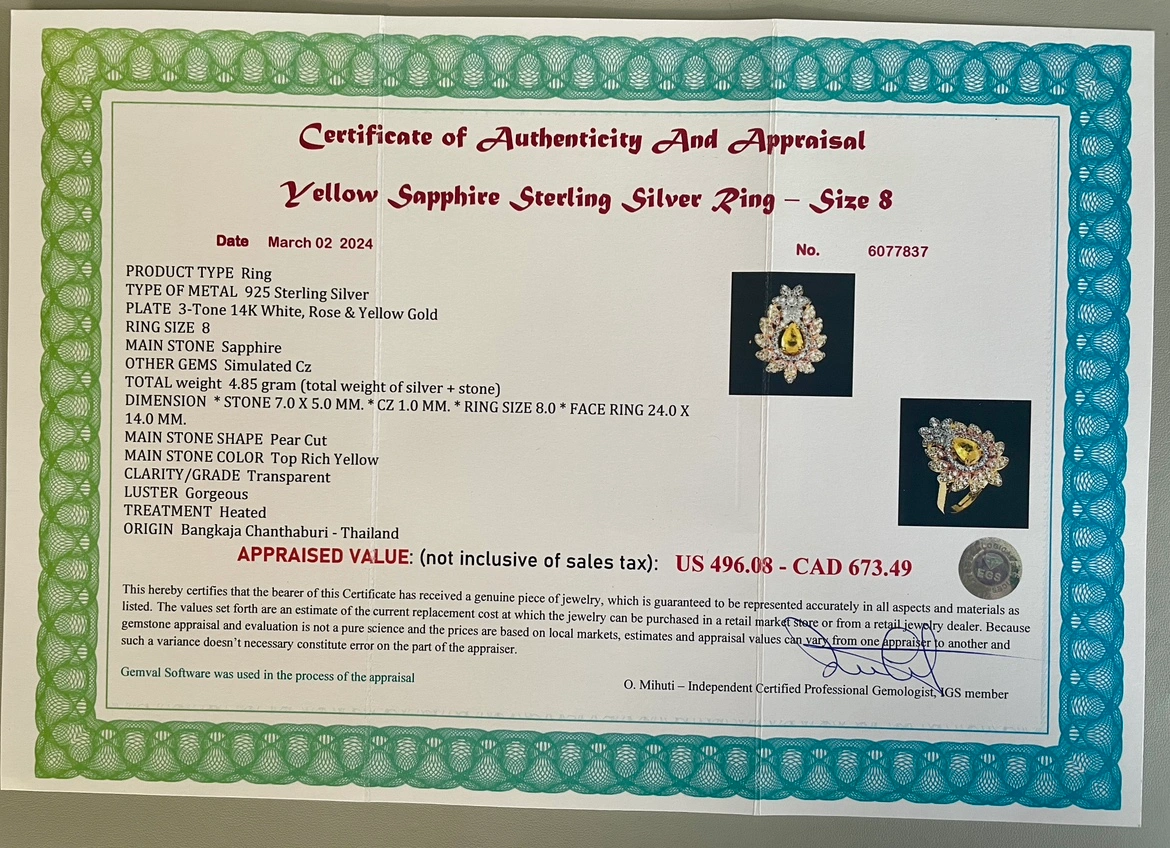 Certificate of Authenticity And Appraisal
Yellow Sapphire Sterling Silver Ring – Size 8
Date March 02 2024
No. 6077837
PRODUCT TYPE Ring
TYPE OF METAL 925 Sterling Silver
PLATE 3-Tone 14K White, Rose & Yellow Gold
RING SIZE 8
MAIN STONE Sapphire
OTHER GEMS Simulated Cz
TOTAL weight 4.85 gram (total weight of silver + stone)
DIMENSION * STONE 7.0 X 5.0 MM. * CZ 1.0 MM. * RING SIZE 8.0 * FACE RING 24.0 X
14.0 MM.
MAIN STONE SHAPE Pear Cut
MAIN STONE COLOR Top Rich Yellow
CLARITY/GRADE Transparent
LUSTER Gorgeous
TREATMENT Heated
ORIGIN Bangkaja Chanthaburi - Thailand
APPRAISED VALUE: (not inclusive of sales tax): US 496.08 - CAD 673.49
This hereby certifies that the bearer of this Certificate has received a genuine piece of jewelry, which is guaranteed to be represented accurately in all aspects and materials as
listed. The values set forth are an estimate of the current replacement cost at which the jewelry can be purchased in a retail market store or from a retail jewelry dealer. Because
gemstone appraisal and evaluation is not a pure science and the prices are based on local markets, estimates and appraisal values can vary from one appraiser to another and
such a variance doesn't necessary constitute error on the part of the appraiser.
Gemval Software was used in the process of the appraisal
O. Mihuti – Independent Certified Professional Gemologist, IGS member